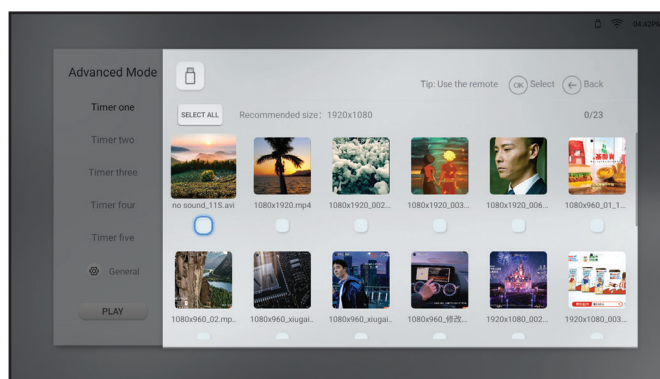 04:42PM
Advanced Mode
Tip: Use the remote
OK
Select
Back
SELECT ALL
Recommended size: 1920x1080
0/23
Timer one
Timer two
Timer three
Timer four
Timer five
General
PLAY
no sound_11S.avi
1080x1920.mp4
1080x1920_002...
1080x1920_003...
1080x1920_006...
1080x960_01_1...
1080x960_02.mp..
1080x960_xiugai..
1080x960_xiugai..
1080x960_修改...
1920x1080_002...
1920x1080_003...